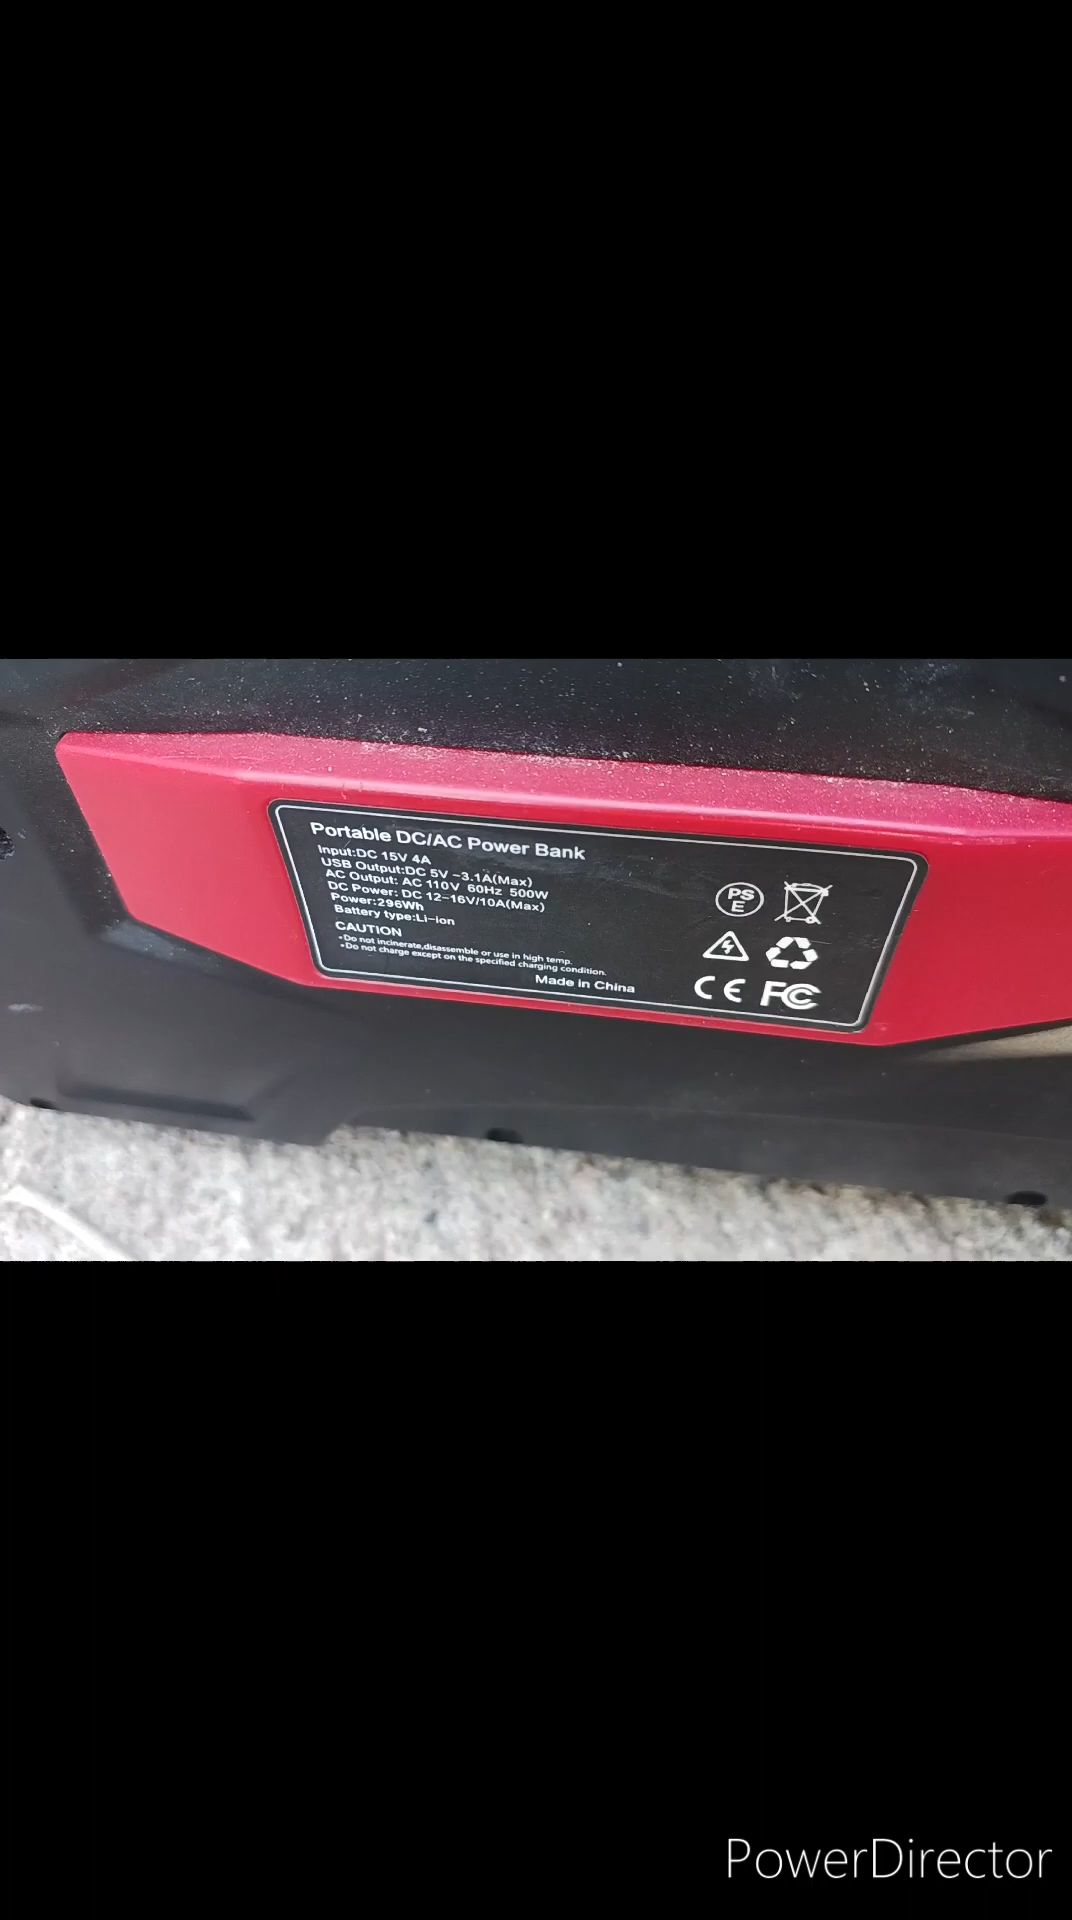 Portable DC/AC Power Bank
Input:DC 15V 4A
USB Output:DC 5V -3.1A(Max)
AC Output: AC 110V 60Hz 500W
DC Power: DC 12-16V/10A(Max)
Power:296Wh
Battery type:Li-ion
CAUTION
•Do not incinerate,disassemble or use in high temp.
•Do not charge except on the specified charging condition.
Made in China
PS
E
CE FC
PowerDirector